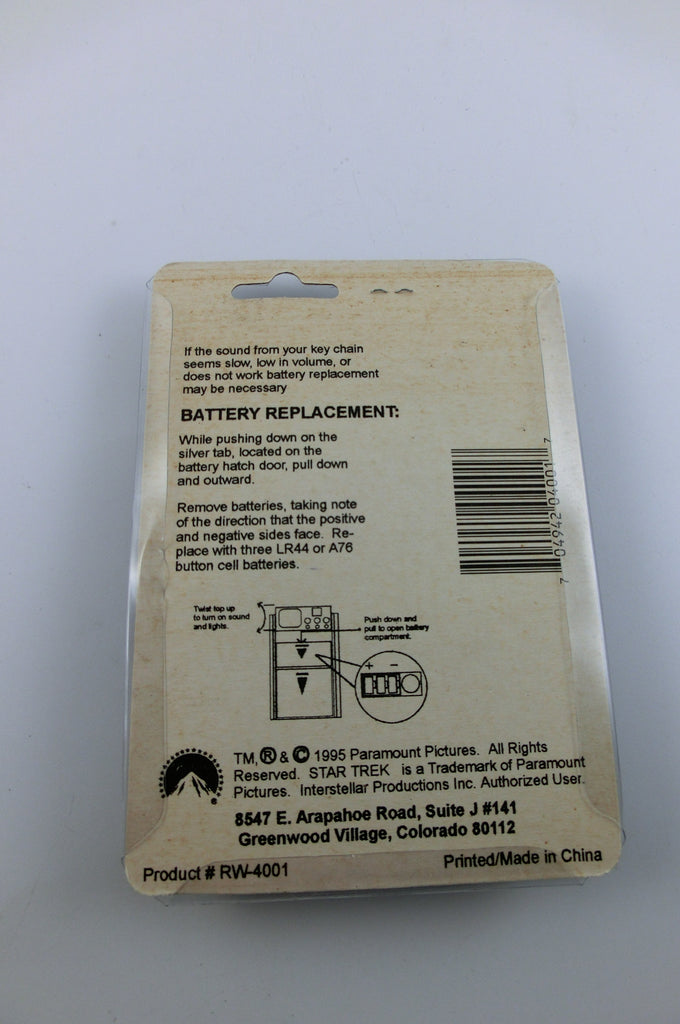 If the sound from your key chain
seems slow, low in volume, or
does not work battery replacement
may be necessary
BATTERY REPLACEMENT:
While pushing down on the
silver tab, located on the
battery hatch door, pull down
and outward.
Remove batteries, taking note
of the direction that the positive
and negative sides face. Re-
place with three LR44 or A76
button cell batteries.
7 04942 04001 7
Twist top up
to turn on sound
and lights.
Push down and
pull to open battery
compartment.
+ −
TM, ® & © 1995 Paramount Pictures. All Rights
Reserved. STAR TREK is a Trademark of Paramount
Pictures. Interstellar Productions Inc. Authorized User.
8547 E. Arapahoe Road, Suite J #141
Greenwood Village, Colorado 80112
Product # RW-4001
Printed/Made in China